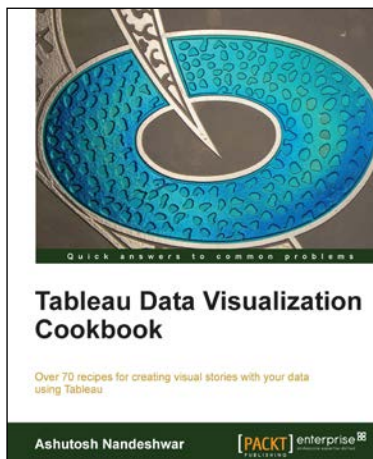 Quick answers to common problems
Tableau Data Visualization
Cookbook
Over 70 recipes for creating visual stories with your data
using Tableau
Ashutosh Nandeshwar
[PACKT] enterprise
PUBLISHING